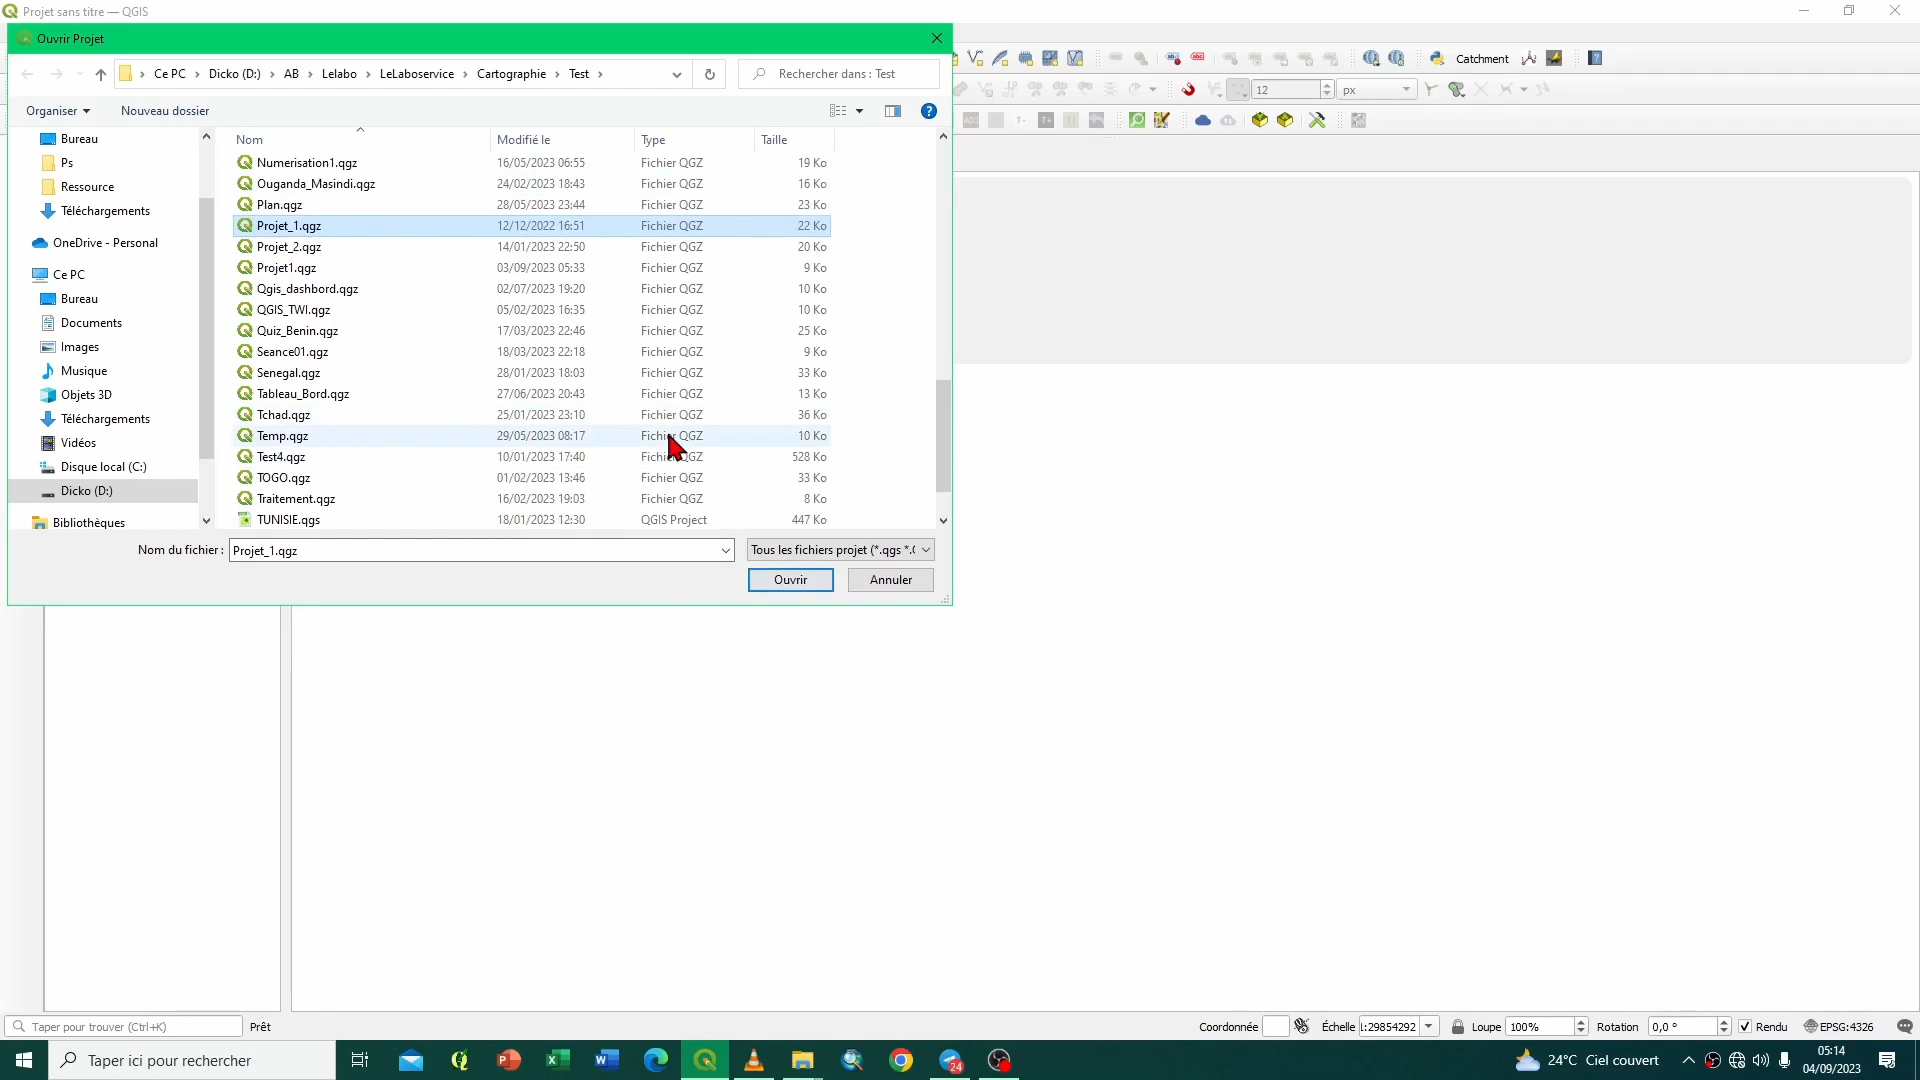 Projet sans titre — QGIS
Ouvrir Projet
Ce PC > Dicko (D:) > AB > Lelabo > LeLaboservice > Cartographie > Test >
Rechercher dans : Test
Catchment
12
px
Organiser
Nouveau dossier
Nom Modifié le Type Taille
Bureau
Ps
Ressource
Téléchargements
OneDrive - Personal
Ce PC
Bureau
Documents
Images
Musique
Objets 3D
Téléchargements
Vidéos
Disque local (C:)
Dicko (D:)
Bibliothèques
Numerisation1.qgz 16/05/2023 06:55 Fichier QGZ 19 Ko
Ouganda_Masindi.qgz 24/02/2023 18:43 Fichier QGZ 16 Ko
Plan.qgz 28/05/2023 23:44 Fichier QGZ 23 Ko
Projet_1.qgz 12/12/2022 16:51 Fichier QGZ 22 Ko
Projet_2.qgz 14/01/2023 22:50 Fichier QGZ 20 Ko
Projet1.qgz 03/09/2023 05:33 Fichier QGZ 9 Ko
Qgis_dashbord.qgz 02/07/2023 19:20 Fichier QGZ 10 Ko
QGIS_TWI.qgz 05/02/2023 16:35 Fichier QGZ 10 Ko
Quiz_Benin.qgz 17/03/2023 22:46 Fichier QGZ 25 Ko
Seance01.qgz 18/03/2023 22:18 Fichier QGZ 9 Ko
Senegal.qgz 28/01/2023 18:03 Fichier QGZ 33 Ko
Tableau_Bord.qgz 27/06/2023 20:43 Fichier QGZ 13 Ko
Tchad.qgz 25/01/2023 23:10 Fichier QGZ 36 Ko
Temp.qgz 29/05/2023 08:17 Fichier QGZ 10 Ko
Test4.qgz 10/01/2023 17:40 Fichier QGZ 528 Ko
TOGO.qgz 01/02/2023 13:46 Fichier QGZ 33 Ko
Traitement.qgz 16/02/2023 19:03 Fichier QGZ 8 Ko
TUNISIE.qgs 18/01/2023 12:30 QGIS Project 447 Ko
Nom du fichier : Projet_1.qgz Tous les fichiers projet (*.qgs *.
Ouvrir Annuler
Taper pour trouver (Ctrl+K) Prêt Coordonnée Échelle 1:29854292 Loupe 100% Rotation 0,0 ° Rendu EPSG:4326
Taper ici pour rechercher
24
24°C Ciel couvert
05:14
04/09/2023